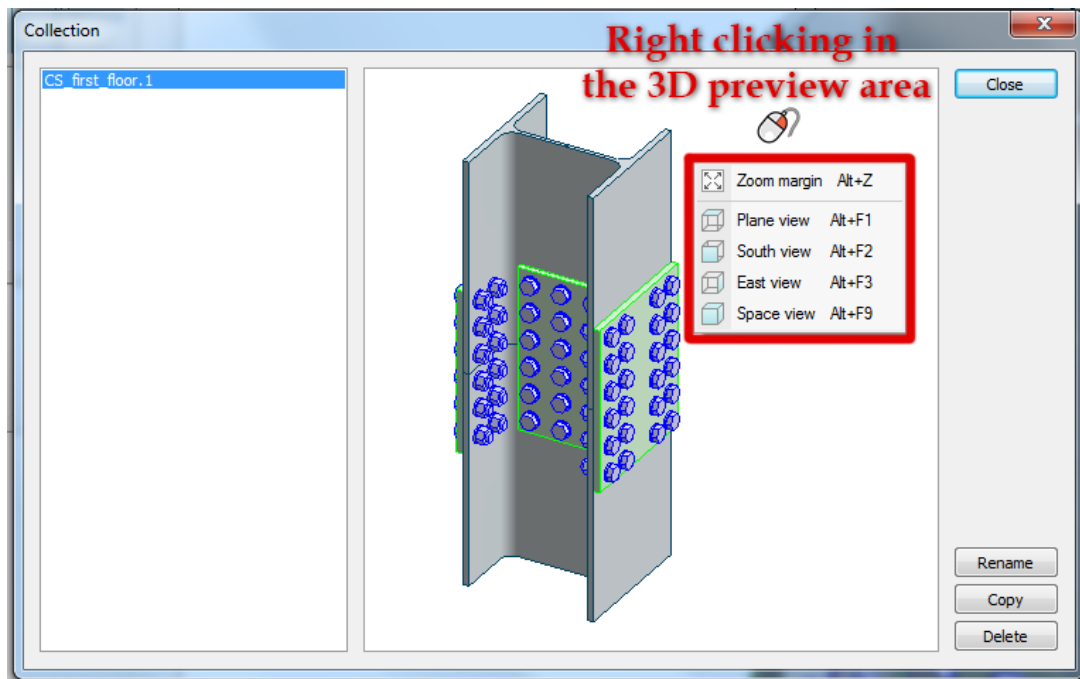 Collection
X
Right clicking in
the 3D preview area
CS_first_floor.1
Close
Zoom margin Alt+Z
Plane view Alt+F1
South view Alt+F2
East view Alt+F3
Space view Alt+F9
Rename
Copy
Delete